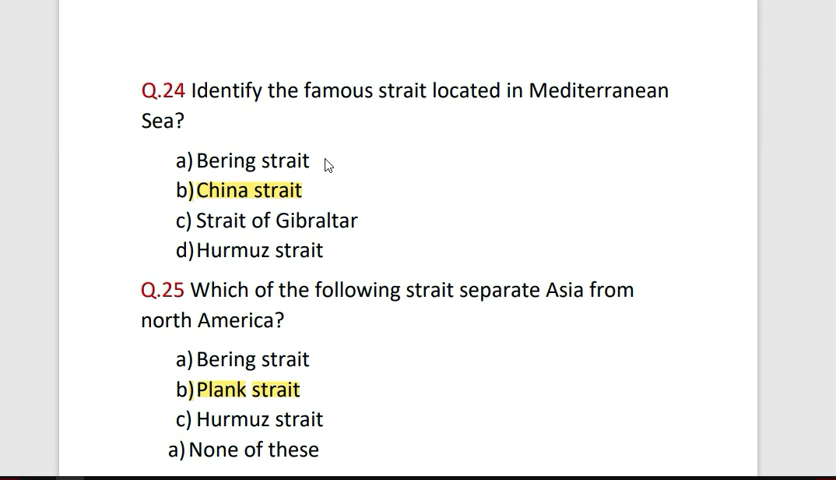 Q.24 Identify the famous strait located in Mediterranean
Sea?
a) Bering strait
b) China strait
c) Strait of Gibraltar
d) Hurmuz strait
Q.25 Which of the following strait separate Asia from
north America?
a) Bering strait
b) Plank strait
c) Hurmuz strait
a) None of these